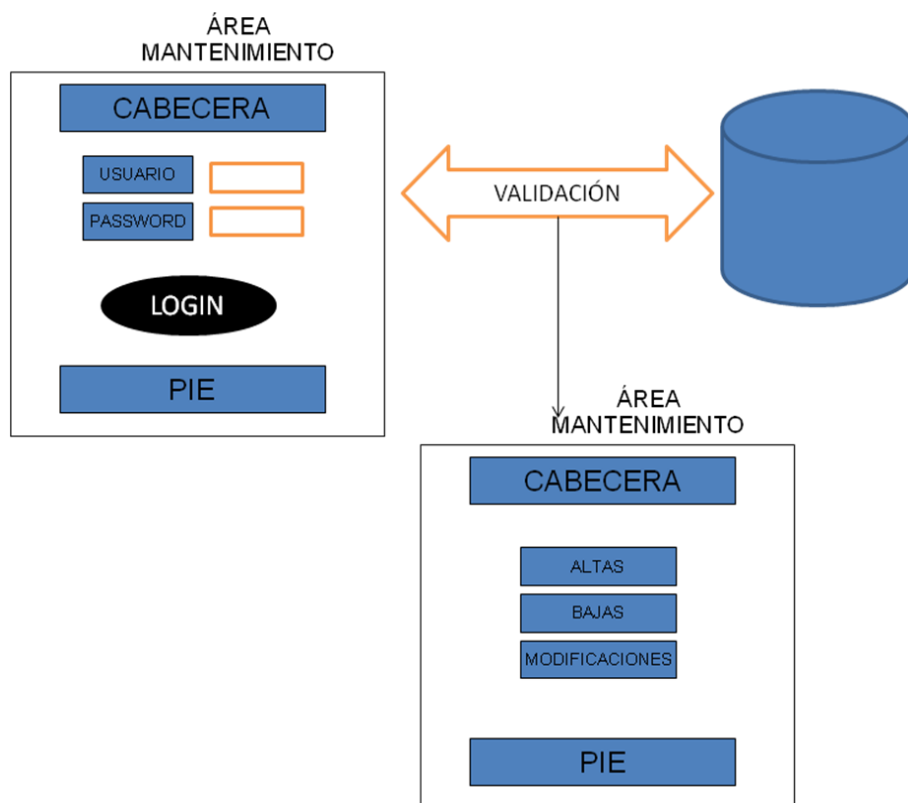 ÁREA
MANTENIMIENTO
CABECERA
USUARIO
PASSWORD
LOGIN
PIE
VALIDACIÓN
ÁREA
MANTENIMIENTO
CABECERA
ALTAS
BAJAS
MODIFICACIONES
PIE